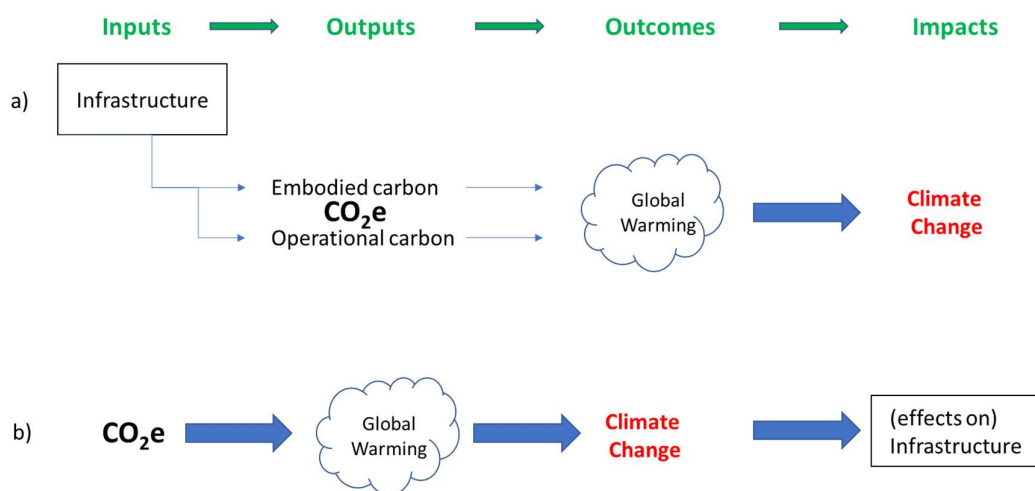 Inputs
Outputs
Outcomes
Impacts
a)
Infrastructure
Embodied carbon
CO₂e
Operational carbon
Global
Warming
Climate
Change
b)
CO₂e
Global
Warming
Climate
Change
(effects on)
Infrastructure